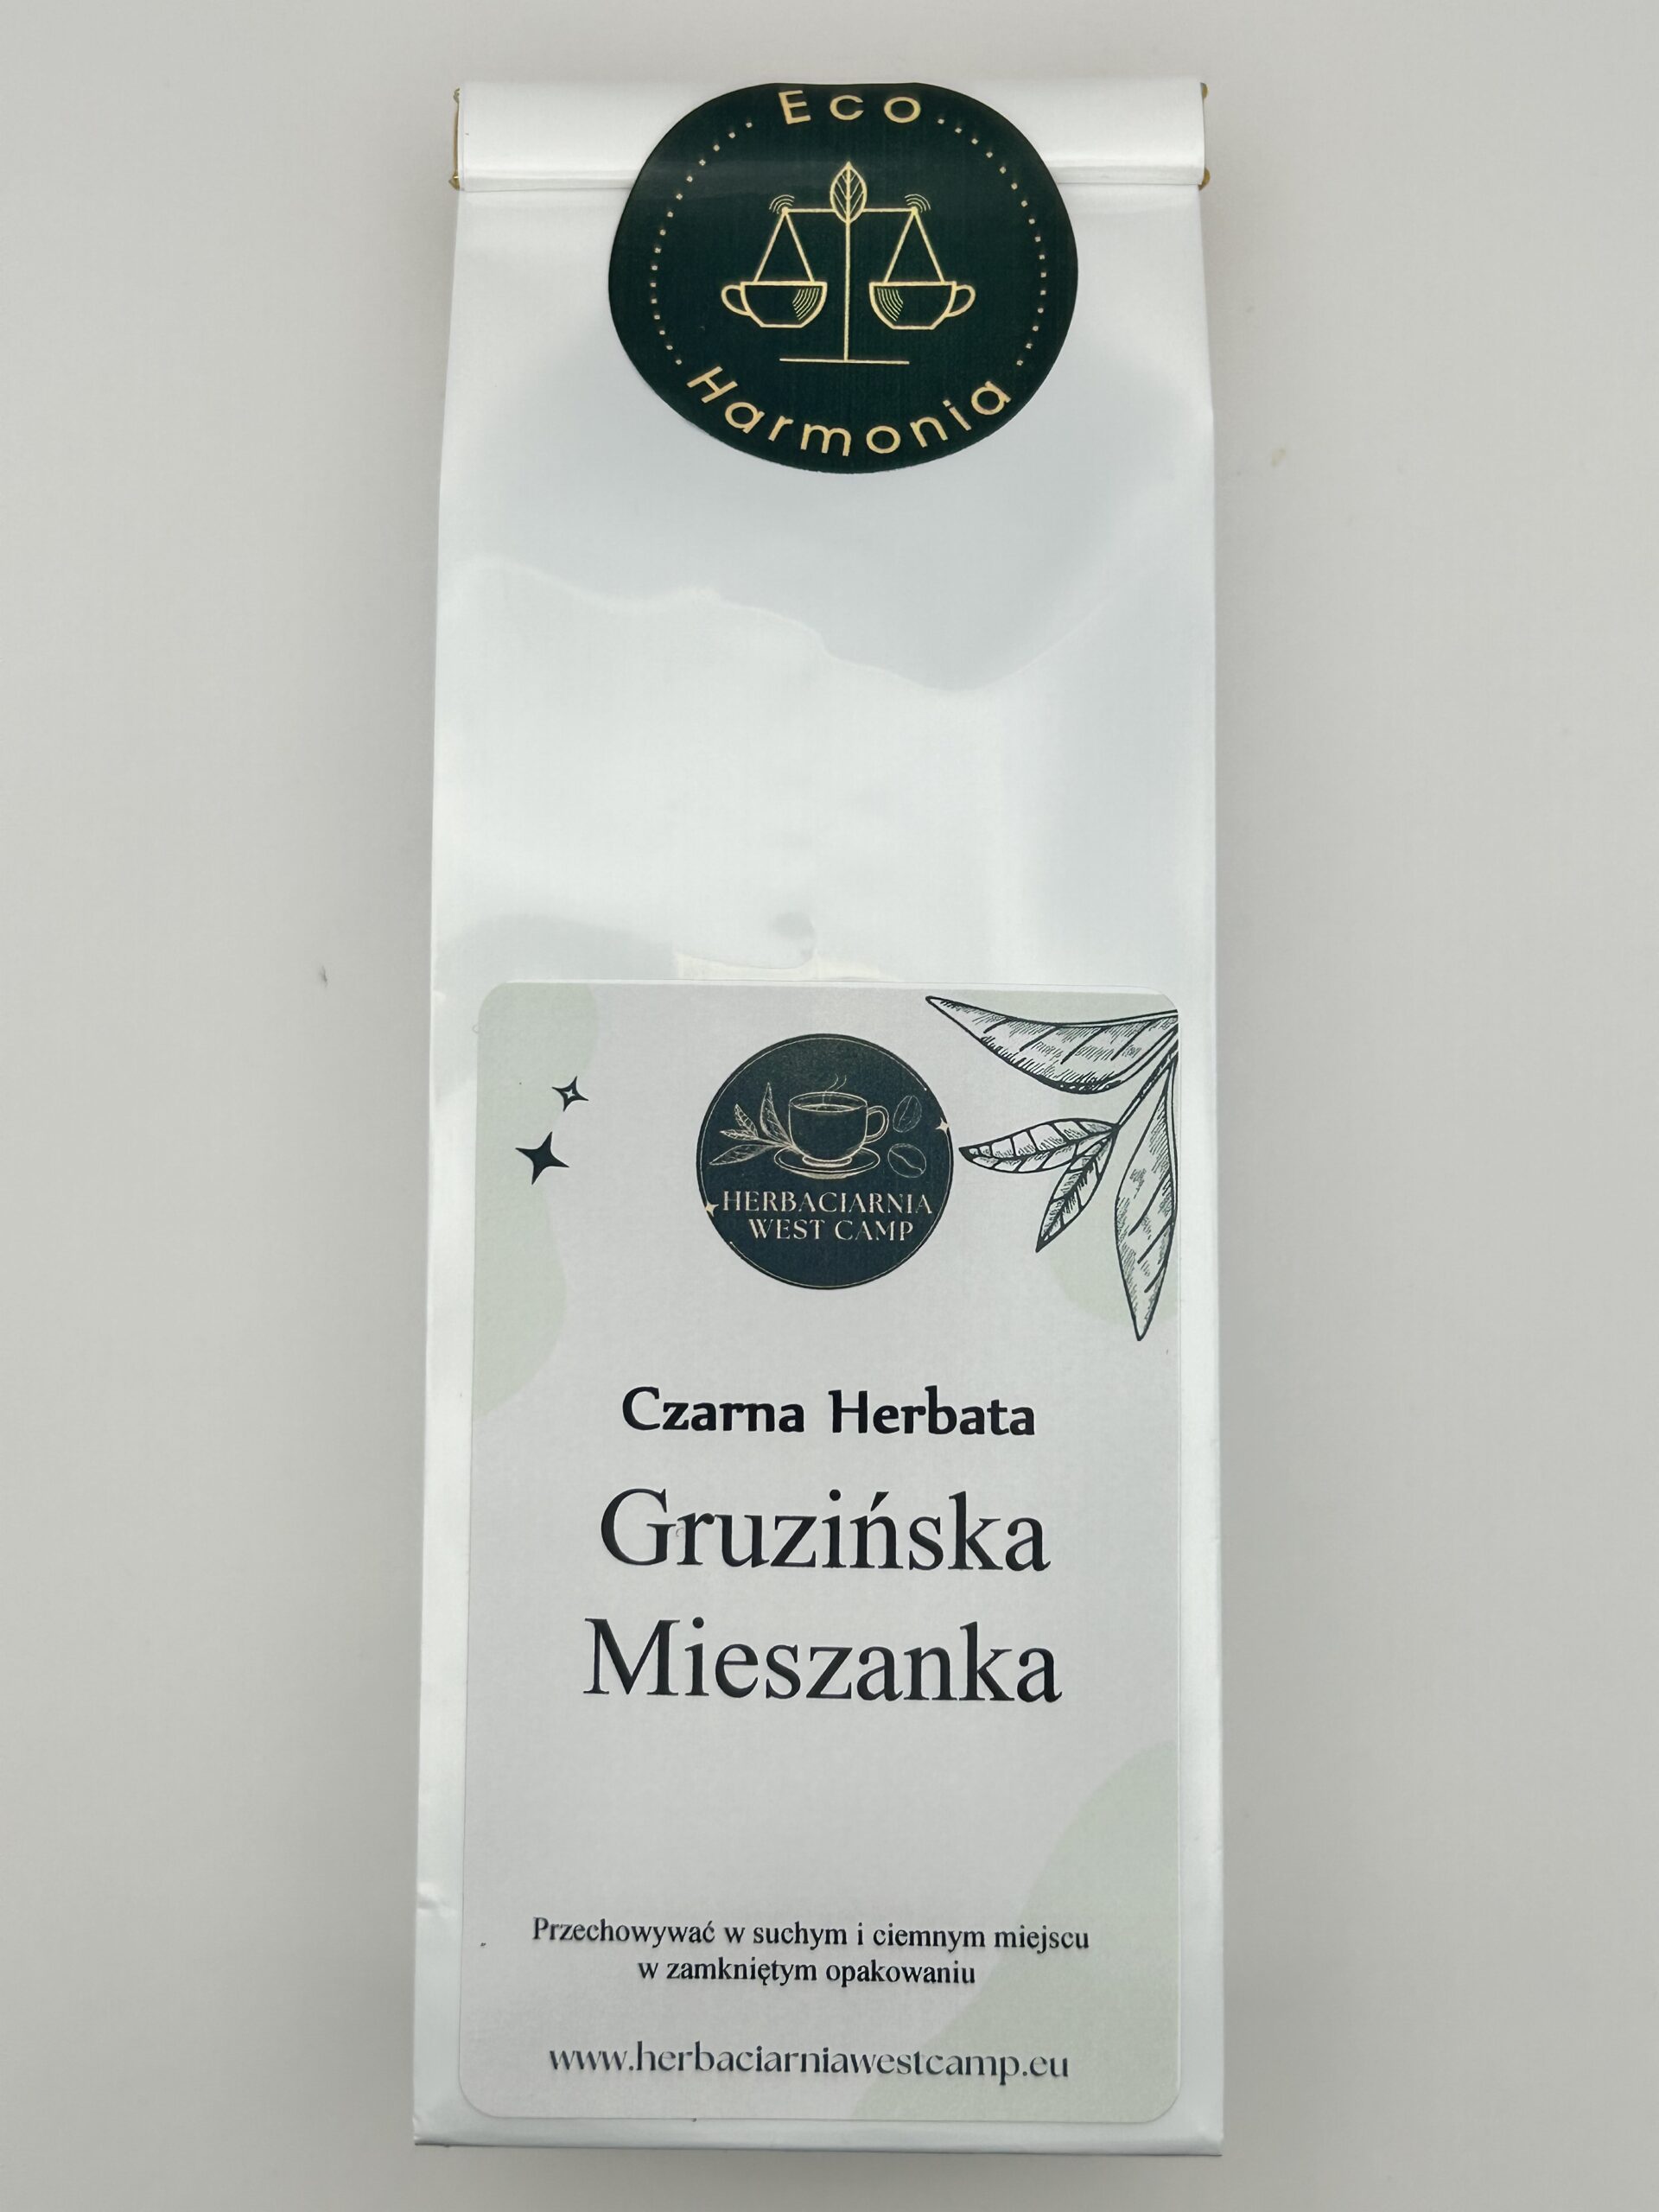 Eco
Harmonia
HERBACIARNIA
WEST CAMP
Czarna Herbata
Gruzińska
Mieszanka
Przechowywać w suchym i ciemnym miejscu
w zamkniętym opakowaniu
www.herbaciarniawestcamp.eu